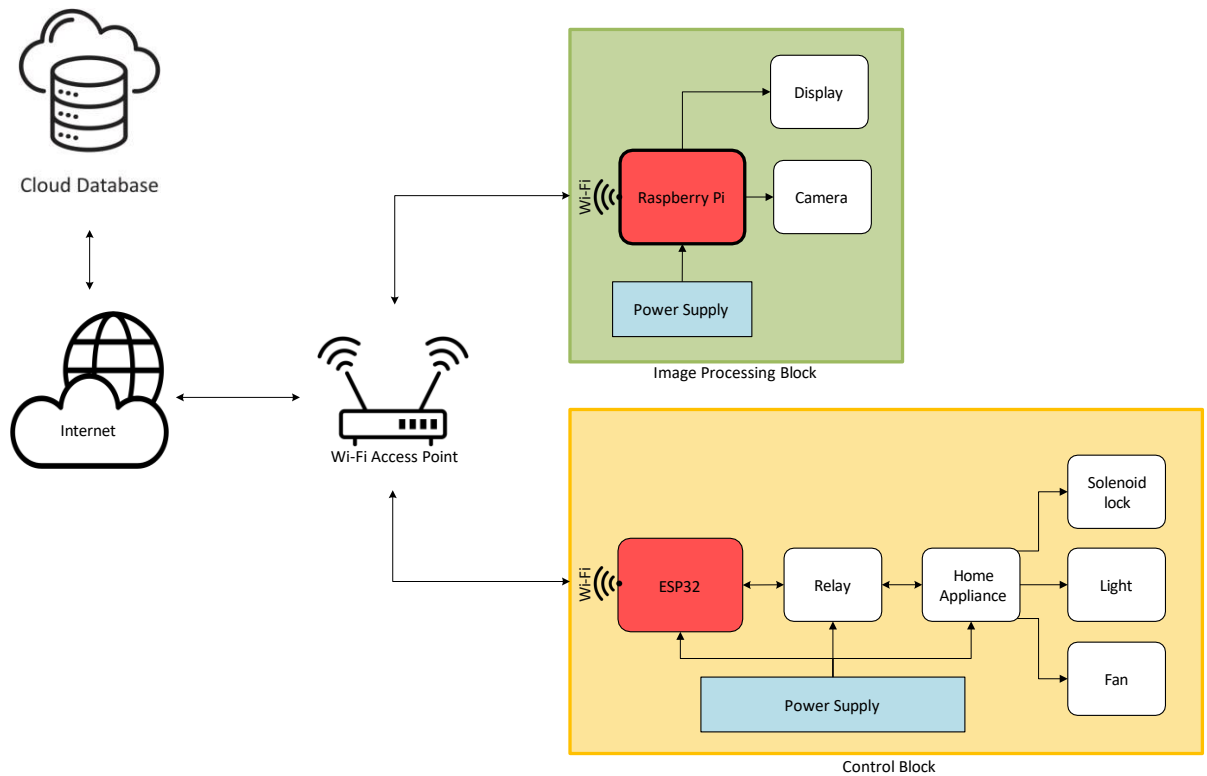 Cloud Database
Internet
Wi-Fi Access Point
Wi-Fi
Raspberry Pi
Display
Camera
Power Supply
Image Processing Block
Wi-Fi
ESP32
Relay
Home
Appliance
Solenoid
lock
Light
Fan
Power Supply
Control Block